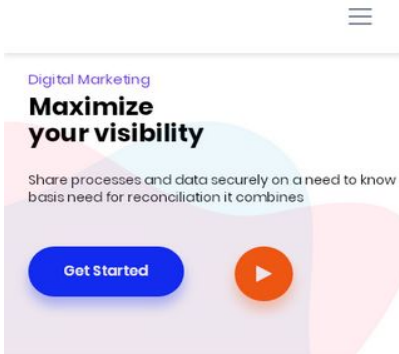 Digital Marketing
Maximize
your visibility
Share processes and data securely on a need to know
basis need for reconciliation it combines
Get Started